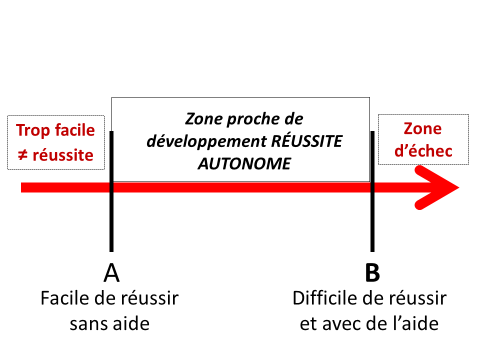 Trop facile
≠ réussite
Zone proche de
développement RÉUSSITE
AUTONOME
Zone
d'échec
A
Facile de réussir
sans aide
B
Difficile de réussir
et avec de l'aide